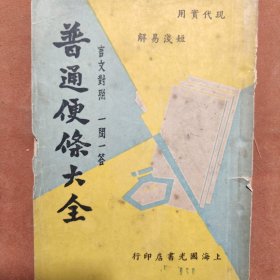 用實代現
解易淺短
普通便條大全
言文對照 一問一答
行印店書光國海上